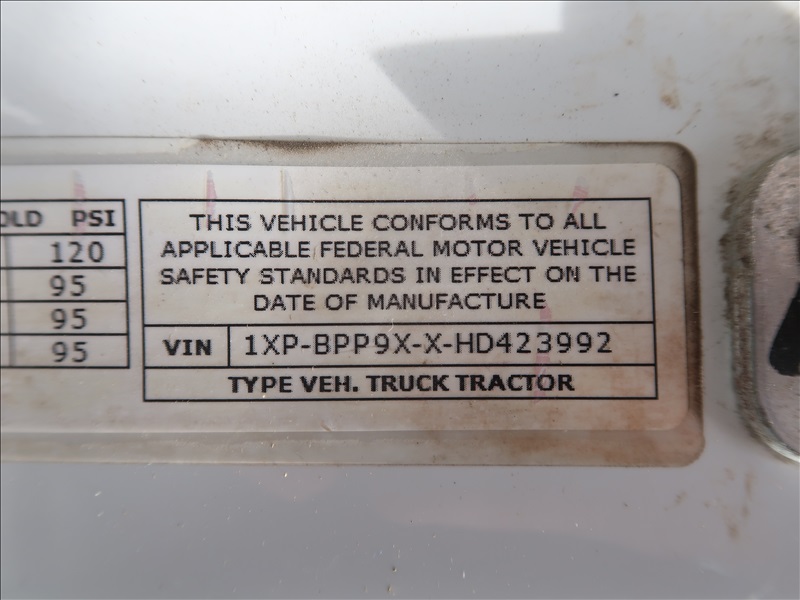 OLD PSI
120
95
95
95
THIS VEHICLE CONFORMS TO ALL
APPLICABLE FEDERAL MOTOR VEHICLE
SAFETY STANDARDS IN EFFECT ON THE
DATE OF MANUFACTURE
VIN 1XP-BPP9X-X-HD423992
TYPE VEH. TRUCK TRACTOR